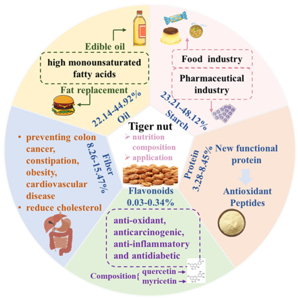 Edible oil
high monounsaturated
fatty acids
Fat replacement
22.14-44.92%
Oil
Food industry
Pharmaceutical
industry
23.21-48.12%
Starch
Tiger nut
nutrition
composition
application
preventing colon
cancer,
constipation,
obesity,
cardiovascular
disease
reduce cholesterol
Fiber
8.26-15.47%
Protein
3.28-8.45%
New functional
protein
Antioxidant
Peptides
Flavonoids
0.03-0.34%
anti-oxidant,
anticarcinogenic,
anti-inflammatory
and antidiabetic
Composition
quercetin
myricetin